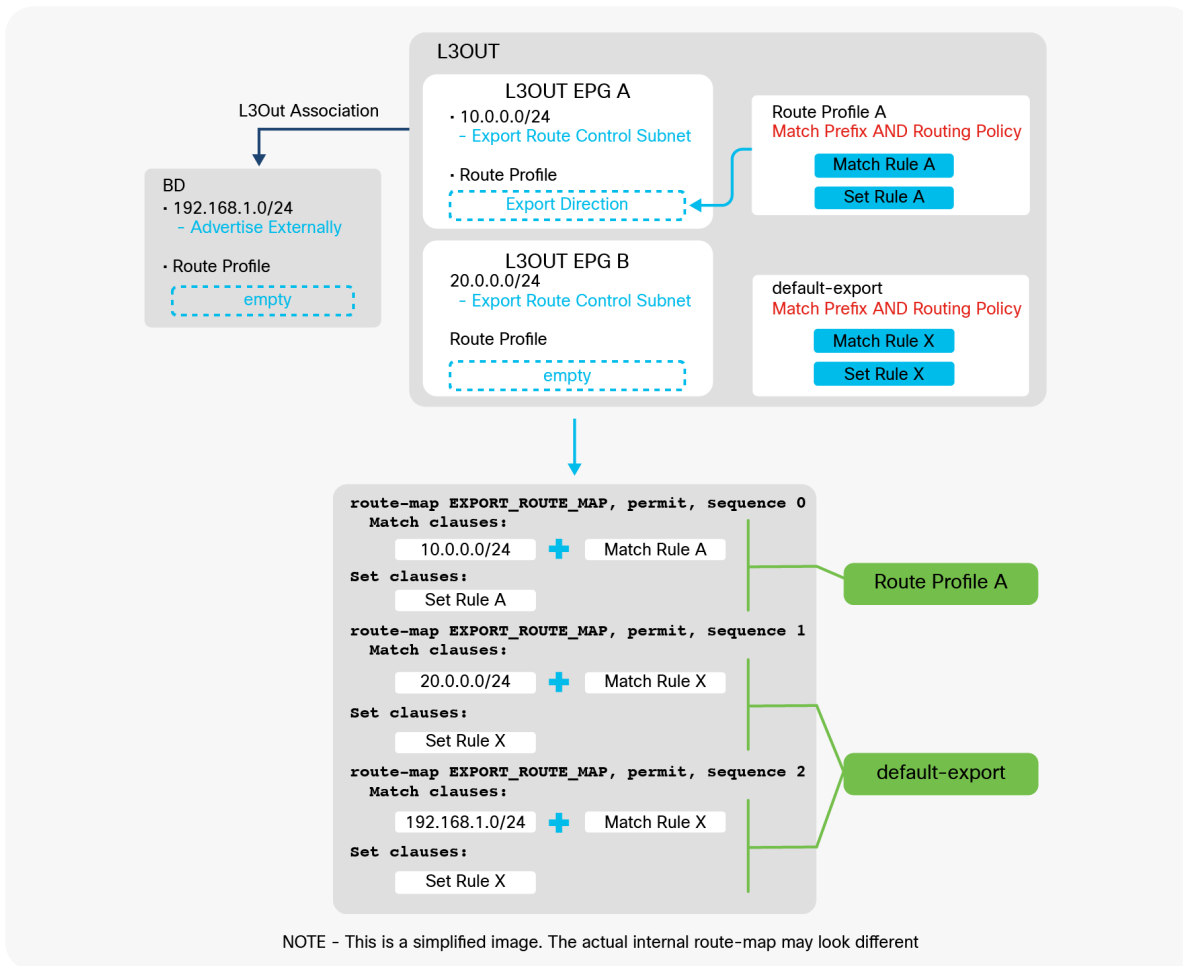 L3OUT
L3Out Association
BD
· 192.168.1.0/24
- Advertise Externally
· Route Profile
empty
L3OUT EPG A
· 10.0.0.0/24
- Export Route Control Subnet
· Route Profile
Export Direction
Route Profile A
Match Prefix AND Routing Policy
Match Rule A
Set Rule A
L3OUT EPG B
20.0.0.0/24
- Export Route Control Subnet
Route Profile
empty
default-export
Match Prefix AND Routing Policy
Match Rule X
Set Rule X
route-map EXPORT_ROUTE_MAP, permit, sequence 0
Match clauses:
10.0.0.0/24 + Match Rule A
Set clauses:
Set Rule A
Route Profile A
route-map EXPORT_ROUTE_MAP, permit, sequence 1
Match clauses:
20.0.0.0/24 + Match Rule X
Set clauses:
Set Rule X
route-map EXPORT_ROUTE_MAP, permit, sequence 2
Match clauses:
192.168.1.0/24 + Match Rule X
Set clauses:
Set Rule X
default-export
NOTE - This is a simplified image. The actual internal route-map may look different